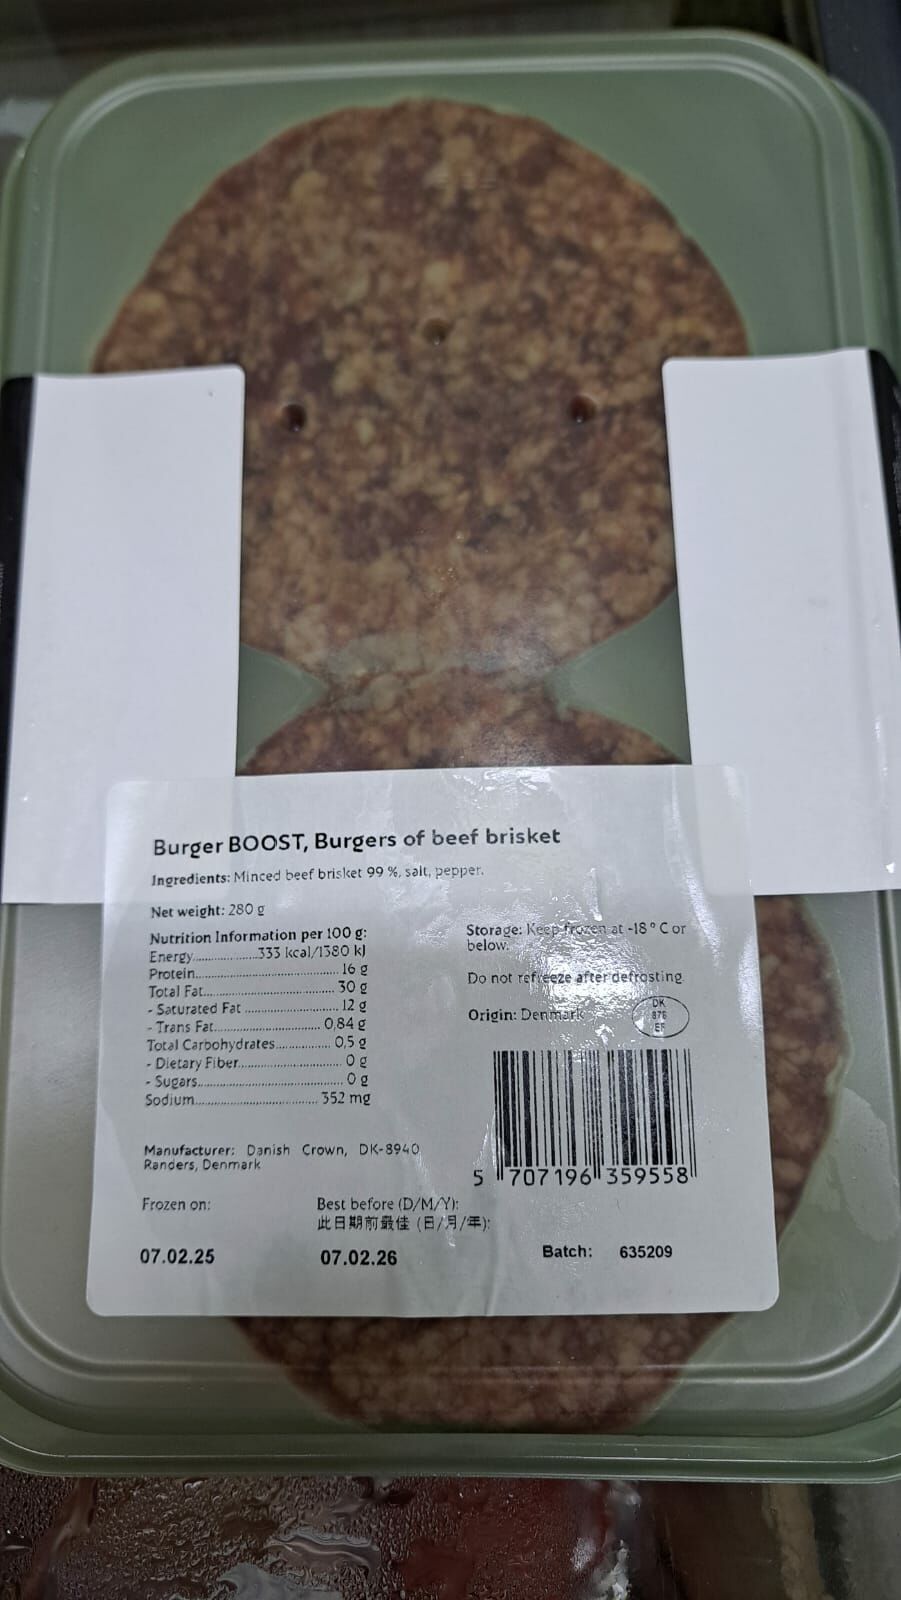 Burger BOOST, Burgers of beef brisket
Ingredients: Minced beef brisket 99 %, salt, pepper.
Net weight: 280 g
Nutrition Information per 100 g:
Energy....................333 kcal/1380 kJ
Protein.................................. 16 g
Total Fat................................ 30 g
- Saturated Fat ...................... 12 g
- Trans Fat.......................... 0,84 g
Total Carbohydrates.............. 0,5 g
- Dietary Fiber........................ 0 g
- Sugars................................. 0 g
Sodium............................. 352 mg
Storage: Keep frozen at -18° C or
below.
Do not refreeze after defrosting
Origin: Denmark
DK
876
EF
5 707196 359558
Manufacturer: Danish Crown, DK-8940
Randers, Denmark
Frozen on:
07.02.25
Best before (D/M/Y):
此日期前最佳 (日/月/年):
07.02.26
Batch: 635209